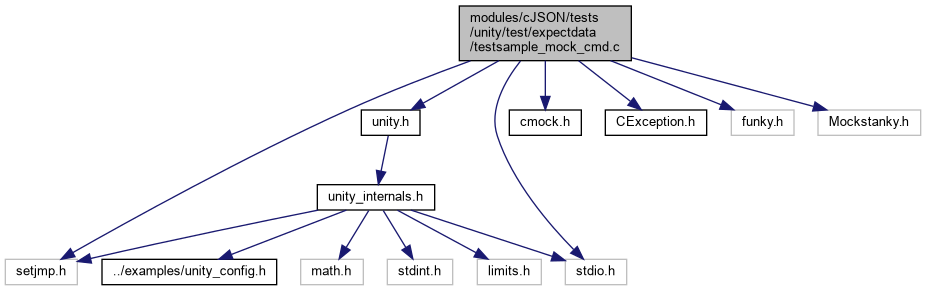 modules/cJSON/tests
/unity/test/expectdata
/testsample_mock_cmd.c
unity.h
cmock.h
CException.h
funky.h
Mockstanky.h
unity_internals.h
setjmp.h
../examples/unity_config.h
math.h
stdint.h
limits.h
stdio.h